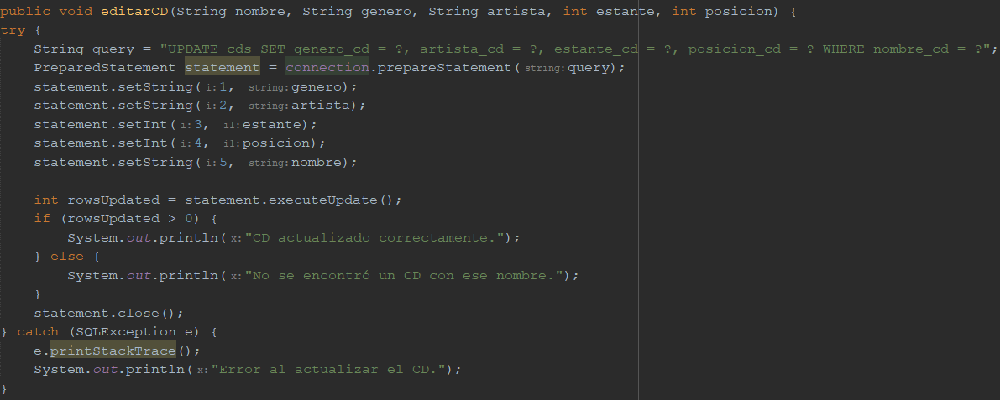 public void editarCD(String nombre, String genero, String artista, int estante, int posicion) {
try {
    String query = "UPDATE cds SET genero_cd = ?, artista_cd = ?, estante_cd = ?, posicion_cd = ? WHERE nombre_cd = ?";
    PreparedStatement statement = connection.prepareStatement( string: query);
    statement.setString( i: 1,  string: genero);
    statement.setString( i: 2,  string: artista);
    statement.setInt( i: 3,  i1: estante);
    statement.setInt( i: 4,  i1: posicion);
    statement.setString( i: 5,  string: nombre);

    int rowsUpdated = statement.executeUpdate();
    if (rowsUpdated > 0) {
        System.out.println( x: "CD actualizado correctamente.");
    } else {
        System.out.println( x: "No se encontró un CD con ese nombre.");
    }
    statement.close();
} catch (SQLException e) {
    e.printStackTrace();
    System.out.println( x: "Error al actualizar el CD.");
}